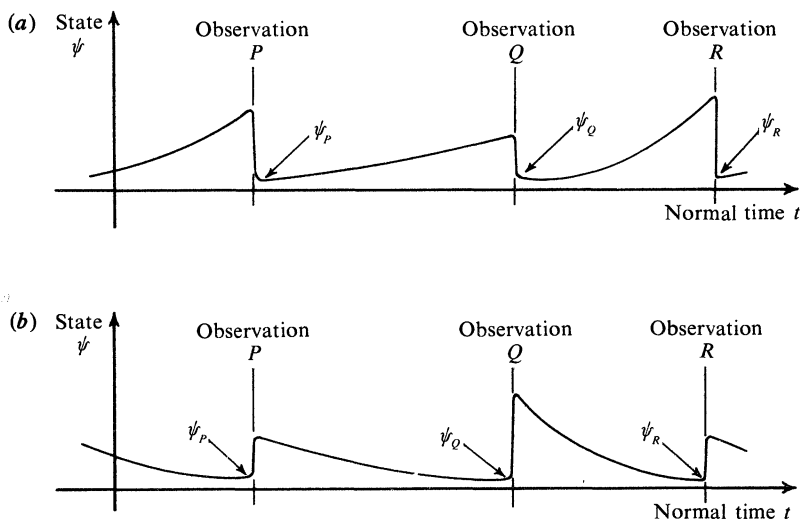 (a) State
ψ
Observation
P
Observation
Q
Observation
R
ψ_P
ψ_Q
ψ_R
Normal time t
(b) State
ψ
Observation
P
Observation
Q
Observation
R
ψ_P
ψ_Q
ψ_R
Normal time t